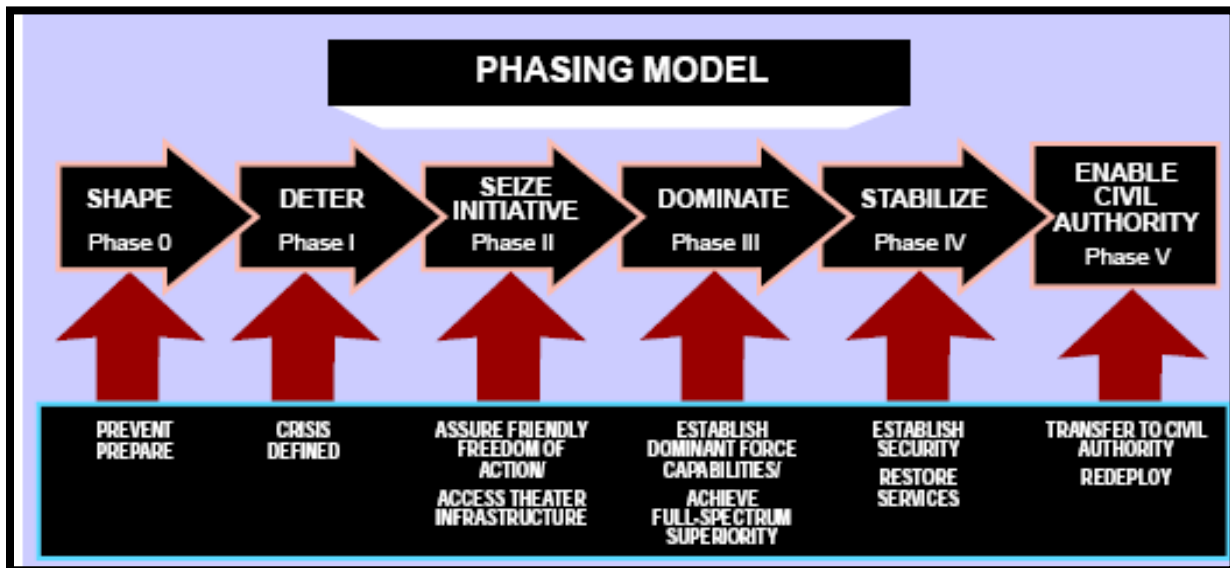 PHASING MODEL
SHAPE
Phase 0
DETER
Phase I
SEIZE
INITIATIVE
Phase II
DOMINATE
Phase III
STABILIZE
Phase IV
ENABLE
CIVIL
AUTHORITY
Phase V
PREVENT
PREPARE
CRISIS
DEFINED
ASSURE FRIENDLY
FREEDOM OF
ACTION/
ACCESS THEATER
INFRASTRUCTURE
ESTABLISH
DOMINANT FORCE
CAPABILITIES/
ACHIEVE
FULL-SPECTRUM
SUPERIORITY
ESTABLISH
SECURITY
RESTORE
SERVICES
TRANSFER TO CIVIL
AUTHORITY
REDEPLOY